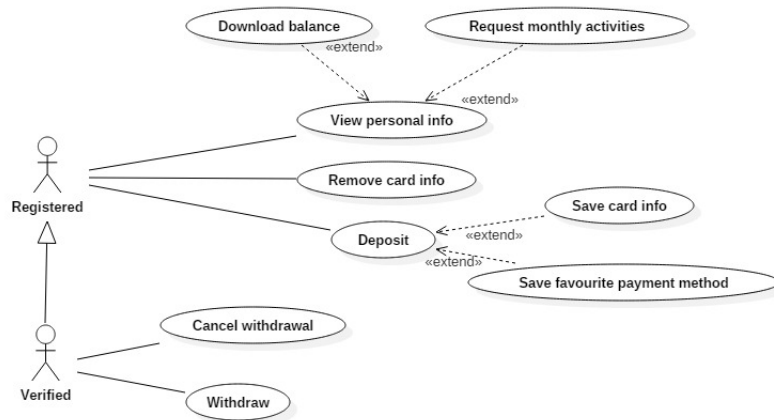 Download balance
Request monthly activities
«extend»
«extend»
View personal info
Remove card info
Registered
Save card info
Deposit
«extend»
«extend»
Save favourite payment method
Cancel withdrawal
Verified
Withdraw